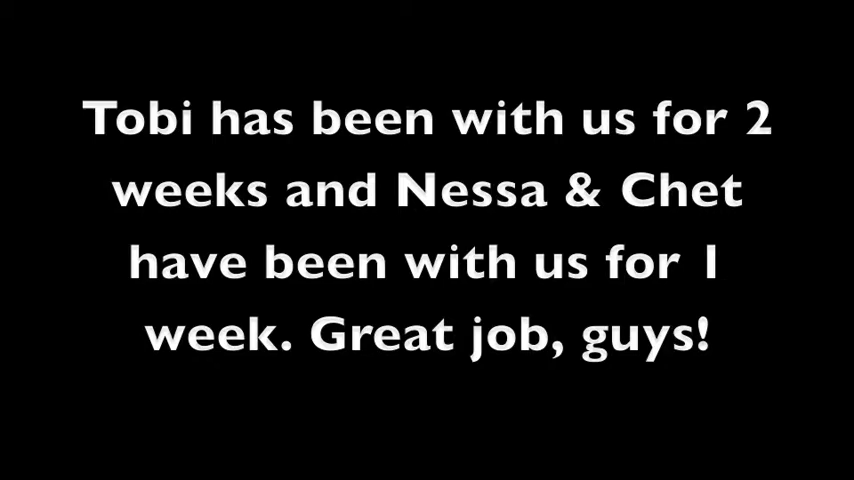 Tobi has been with us for 2
weeks and Nessa & Chet
have been with us for 1
week. Great job, guys!